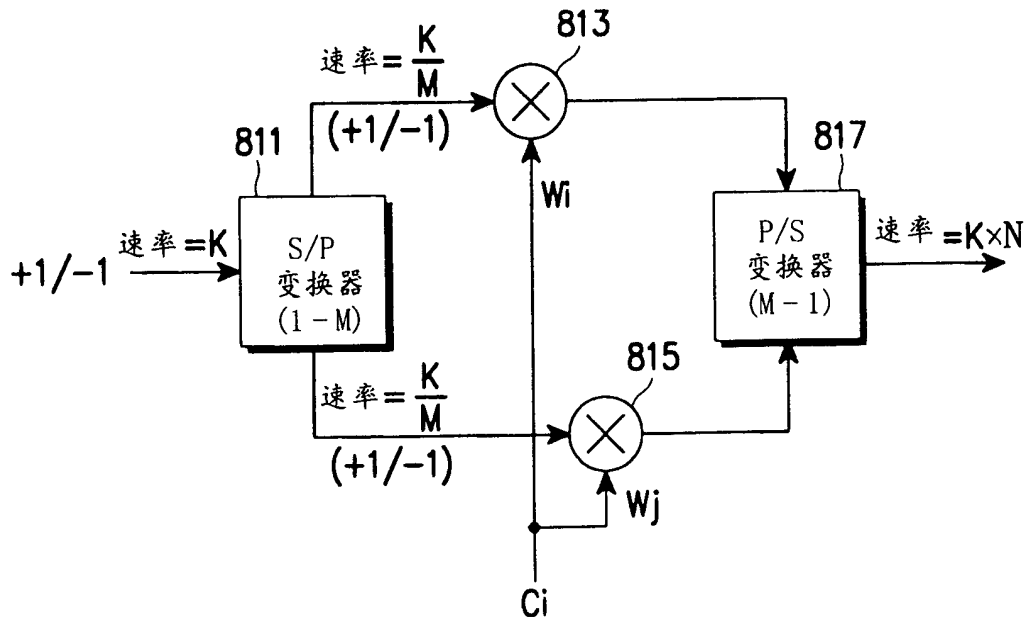 813
速率=K/M
(+1/-1)
811
817
Wi
+1/-1
速率=K
S/P
变换器
(1-M)
P/S
变换器
(M-1)
速率=K×N
815
速率=K/M
(+1/-1)
Wj
Ci